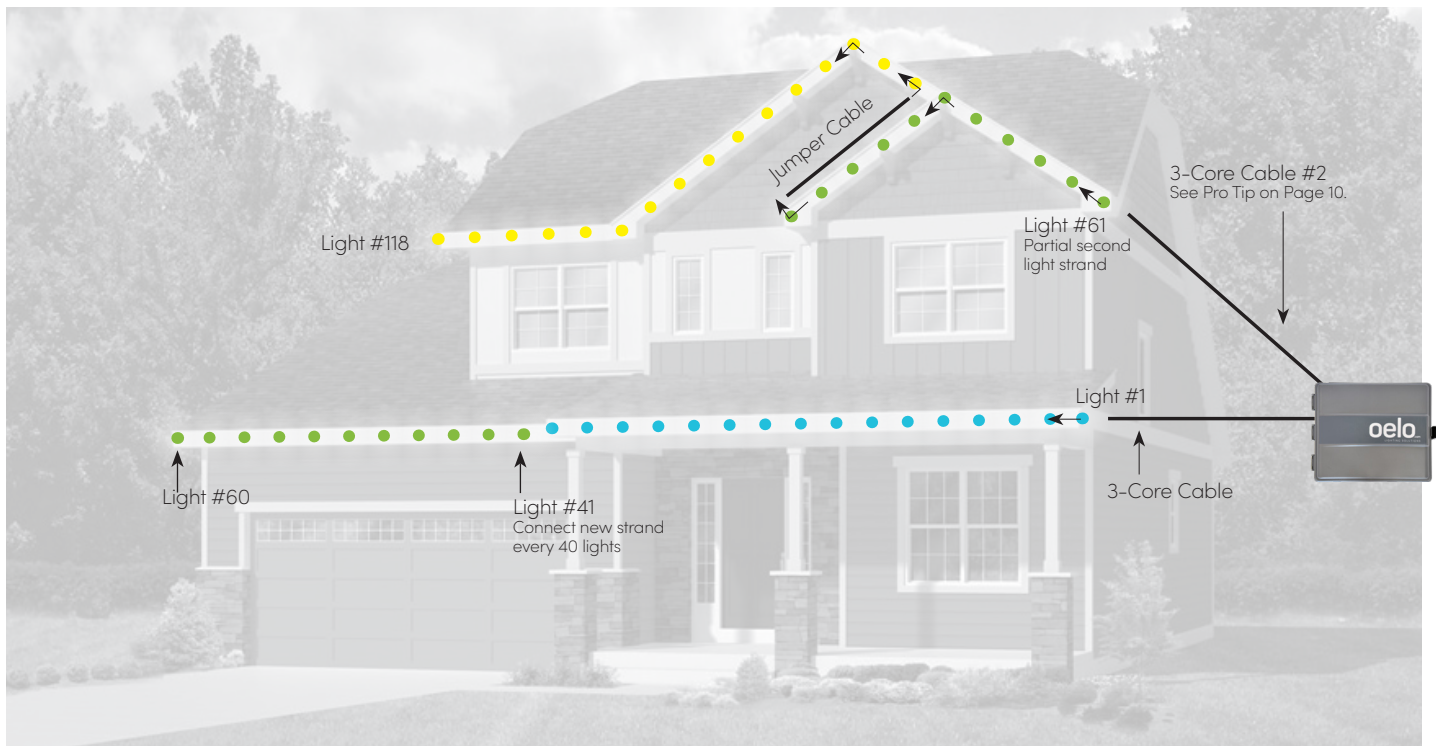 Jumper Cable
3-Core Cable #2
See Pro Tip on Page 10.
Light #118
Light #61
Partial second
light strand
Light #1
oelo
3-Core Cable
Light #60
Light #41
Connect new strand
every 40 lights